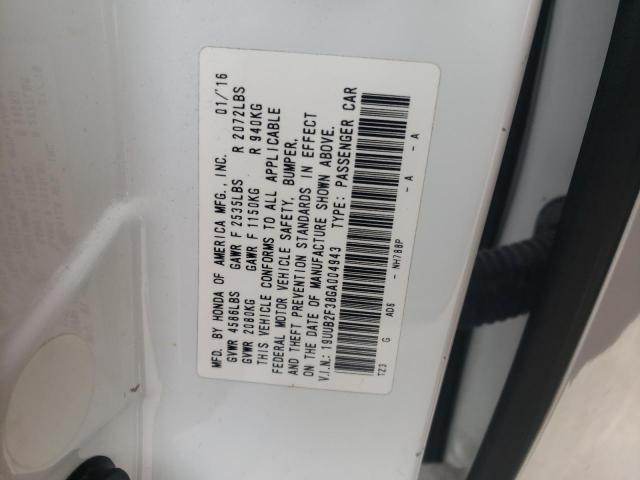 MFD. BY HONDA OF AMERICA MFG., INC. 01/'16
GVWR 4586LBS GAWR F 2535LBS R 2072LBS
GVWR 2080KG GAWR F 1150KG R 940KG
THIS VEHICLE CONFORMS TO ALL APPLICABLE
FEDERAL MOTOR VEHICLE SAFETY, BUMPER,
AND THEFT PREVENTION STANDARDS IN EFFECT
ON THE DATE OF MANUFACTURE SHOWN ABOVE.
V.I.N.: 19UUB2F38GA004943 TYPE: PASSENGER CAR
TZ3 G AD6 - NH788P - A - A